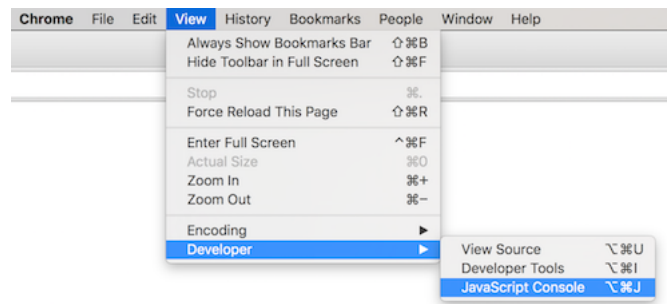 Chrome File Edit View History Bookmarks People Window Help
Always Show Bookmarks Bar ⇧⌘B
Hide Toolbar in Full Screen ⇧⌘F
Stop ⌘.
Force Reload This Page ⇧⌘R
Enter Full Screen ^⌘F
Actual Size ⌘0
Zoom In ⌘+
Zoom Out ⌘−
Encoding ▶
Developer ▶
View Source ⌥⌘U
Developer Tools ⌥⌘I
JavaScript Console ⌥⌘J